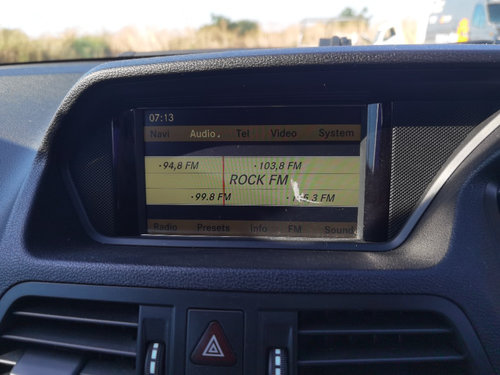 07:13
Navi Audio Tel Video System
94,8 FM 103,8 FM
ROCK FM
99.8 FM
Radio Presets Info FM Sound